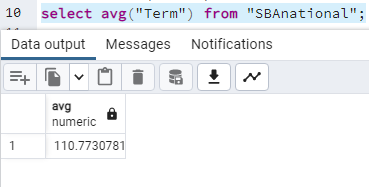 10 select avg("Term") from "SBAnational";
Data output Messages Notifications
avg
numeric
1 110.7730781